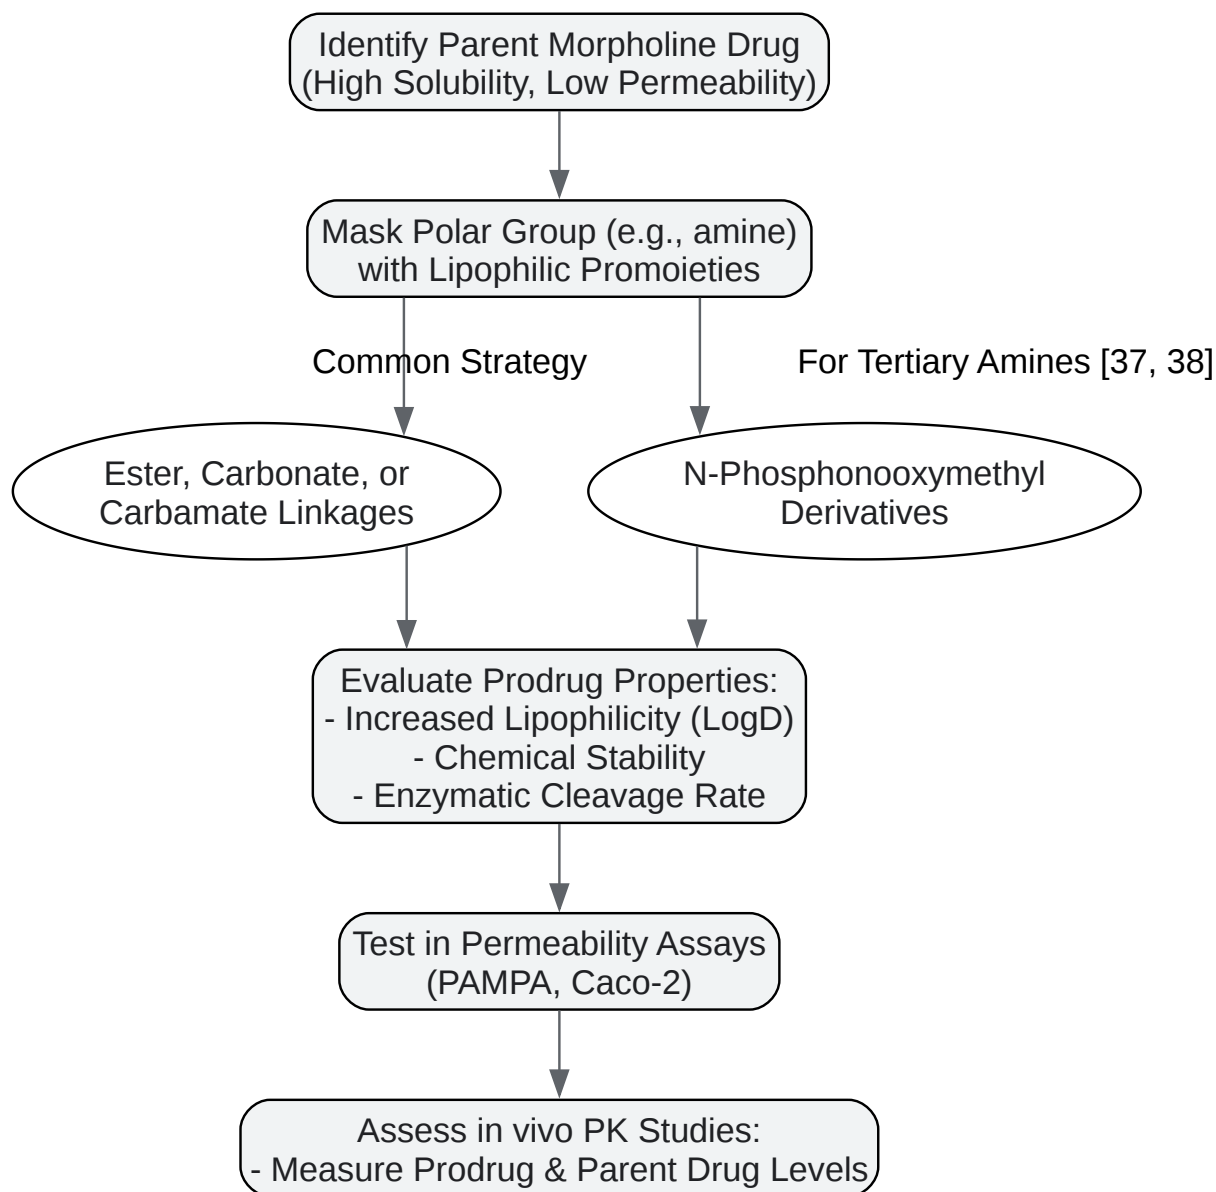 Identify Parent Morpholine Drug
(High Solubility, Low Permeability)
Mask Polar Group (e.g., amine)
with Lipophilic Promoieties
Common Strategy
For Tertiary Amines [37, 38]
Ester, Carbonate, or
Carbamate Linkages
N-Phosphonooxymethyl
Derivatives
Evaluate Prodrug Properties:
- Increased Lipophilicity (LogD)
- Chemical Stability
- Enzymatic Cleavage Rate
Test in Permeability Assays
(PAMPA, Caco-2)
Assess in vivo PK Studies:
- Measure Prodrug & Parent Drug Levels